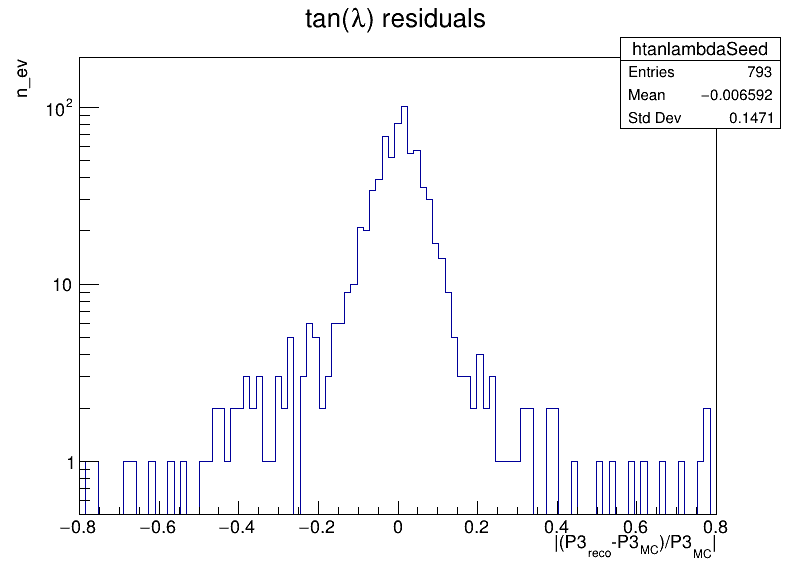 tan(λ) residuals
htanlambdaSeed
Entries 793
Mean −0.006592
Std Dev 0.1471
n_ev
10²
10
1
−0.8 −0.6 −0.4 −0.2 0 0.2 0.4 0.6 0.8
|(P3reco-P3MC)/P3MC|